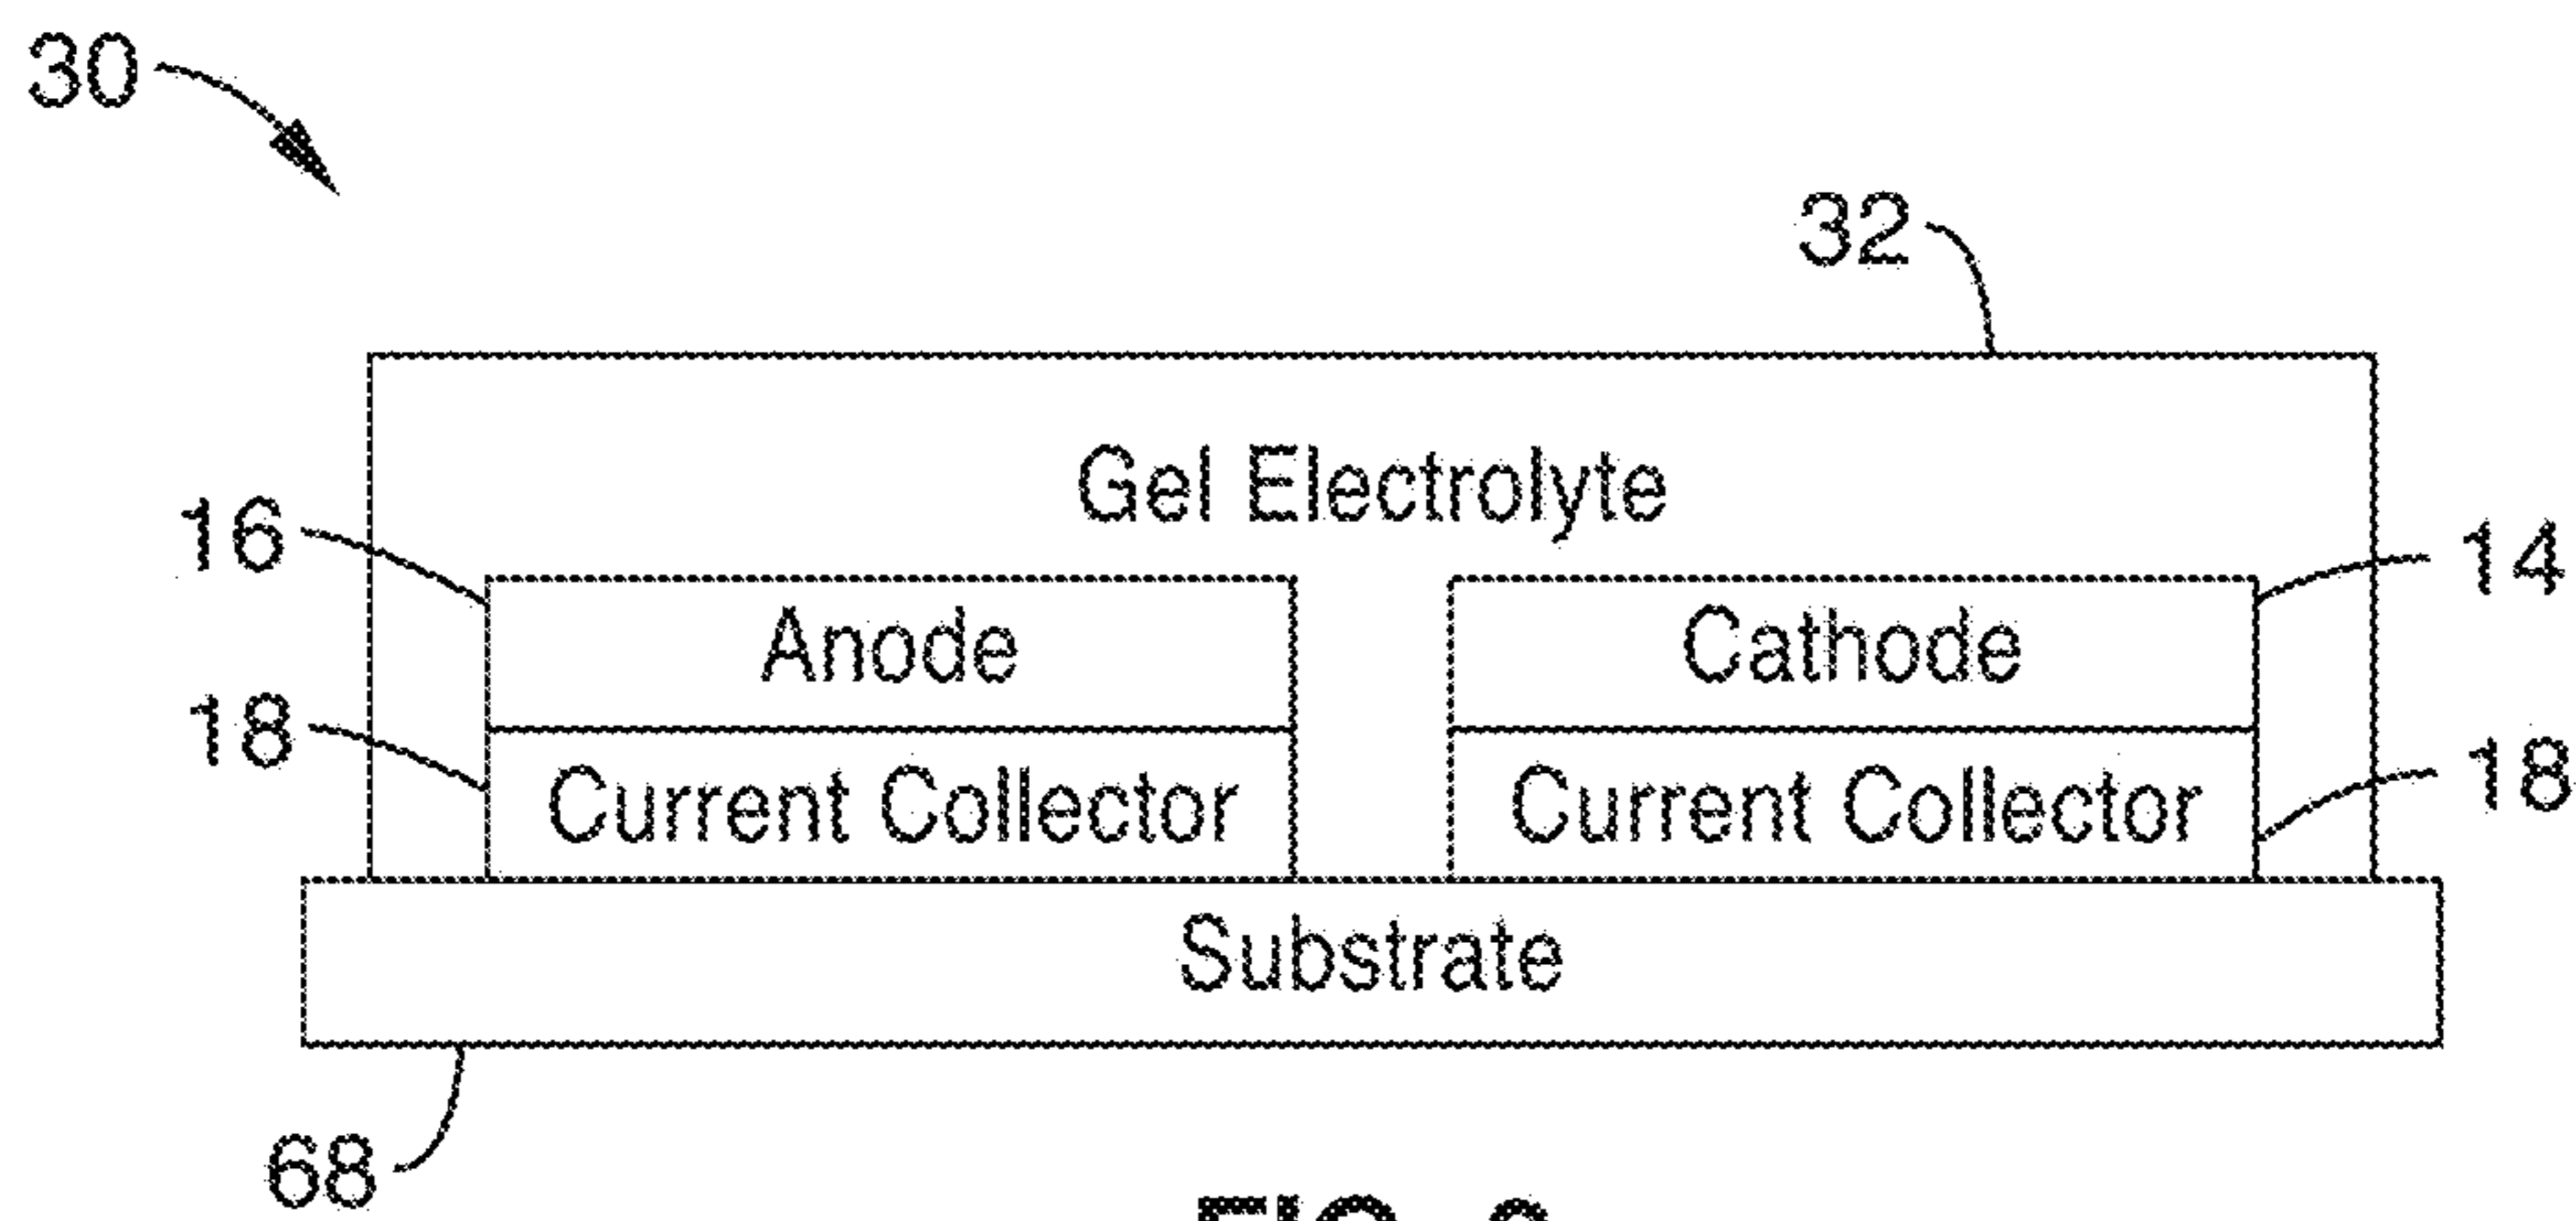 30
32
Gel Electrolyte
16
14
Anode
Cathode
18
18
Current Collector
Current Collector
Substrate
68